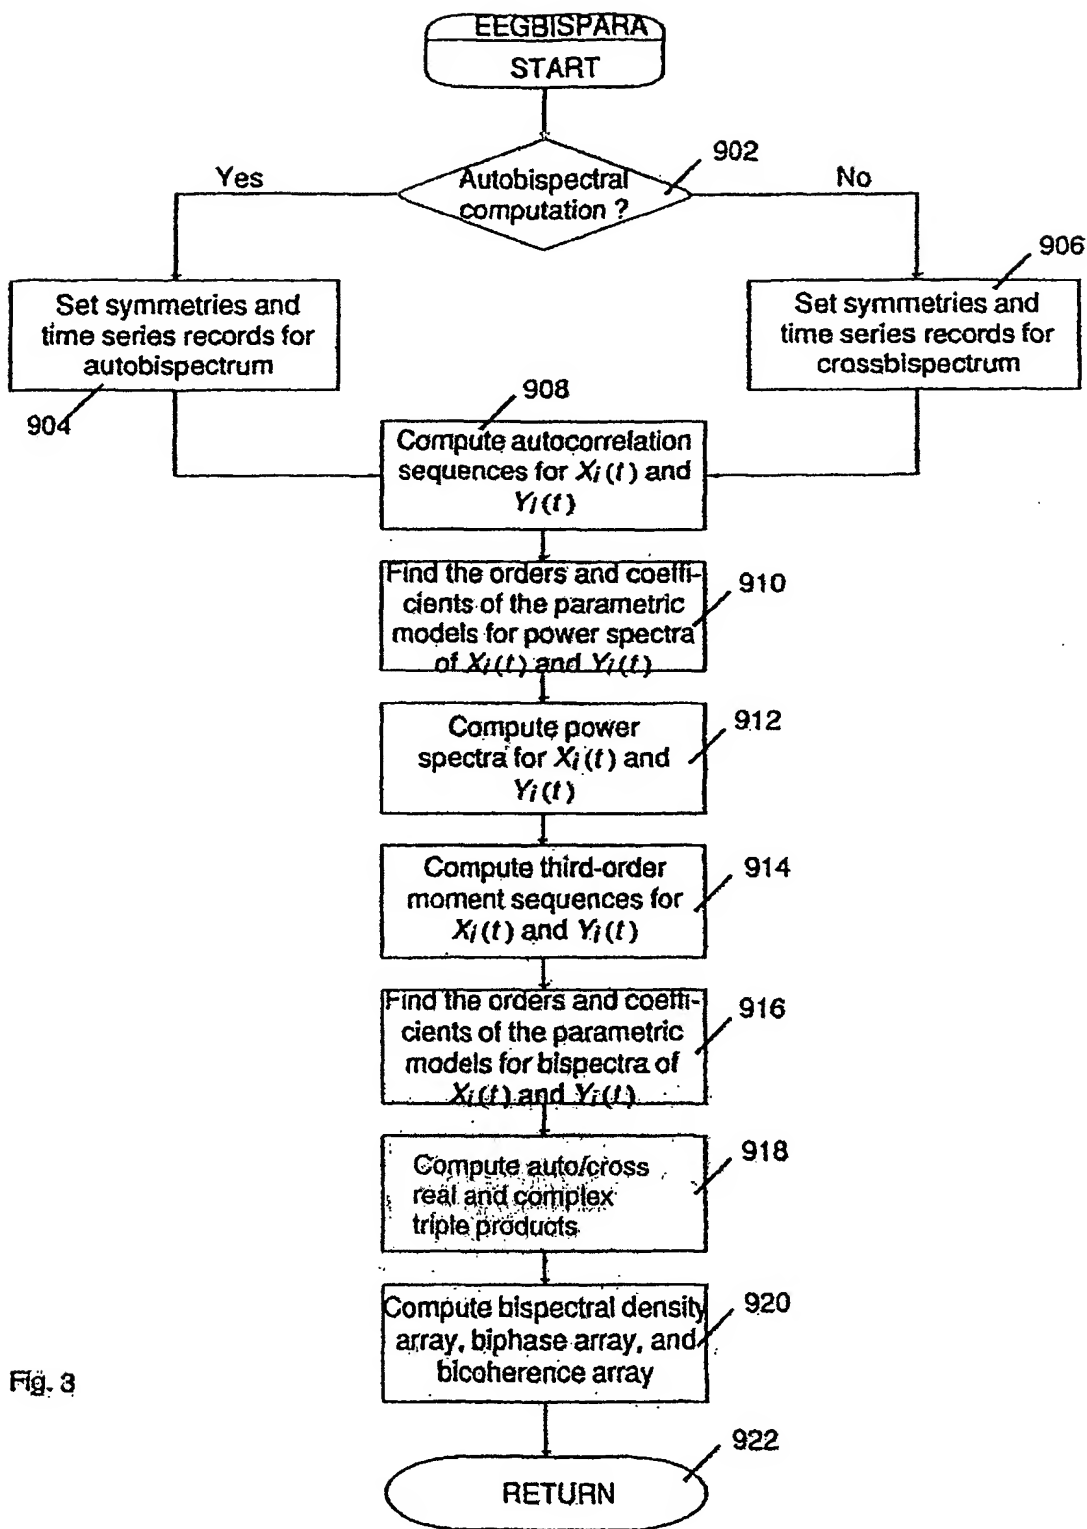 EEGBISPARA
START
902
Yes
Autobispectral
computation ?
No
906
Set symmetries and
time series records for
autobispectrum
904
Set symmetries and
time series records for
crossbispectrum
908
Compute autocorrelation
sequences for Xi(t) and
Yi(t)
Find the orders and coeffi-
cients of the parametric
models for power spectra
of Xi(t) and Yi(t)
910
Compute power
spectra for Xi(t) and
Yi(t)
912
Compute third-order
moment sequences for
Xi(t) and Yi(t)
914
Find the orders and coeffi-
cients of the parametric
models for bispectra of
Xi(t) and Yi(t)
916
Compute auto/cross
real and complex
triple products
918
Compute bispectral density
array, biphase array, and
bicoherence array
920
Fig. 3
RETURN
922